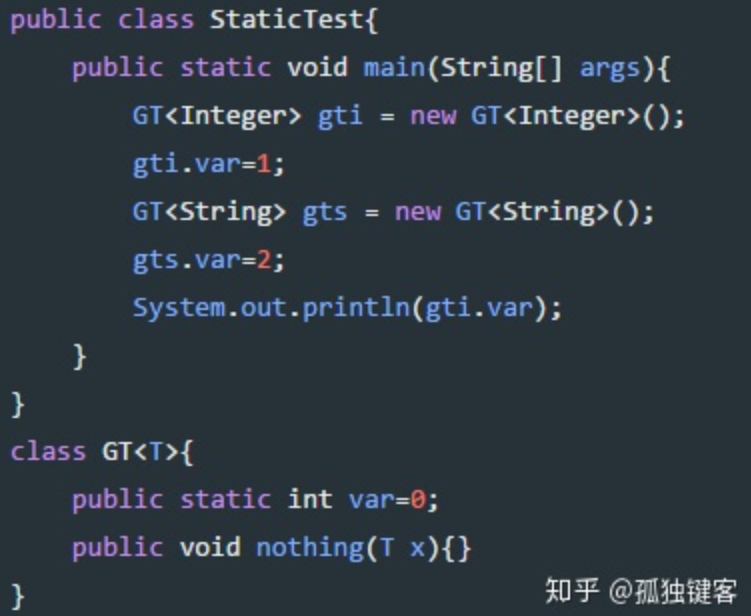 public class StaticTest{
    public static void main(String[] args){
        GT<Integer> gti = new GT<Integer>();
        gti.var=1;
        GT<String> gts = new GT<String>();
        gts.var=2;
        System.out.println(gti.var);
    }
}
class GT<T>{
    public static int var=0;
    public void nothing(T x){}
}
知乎 @孤独键客